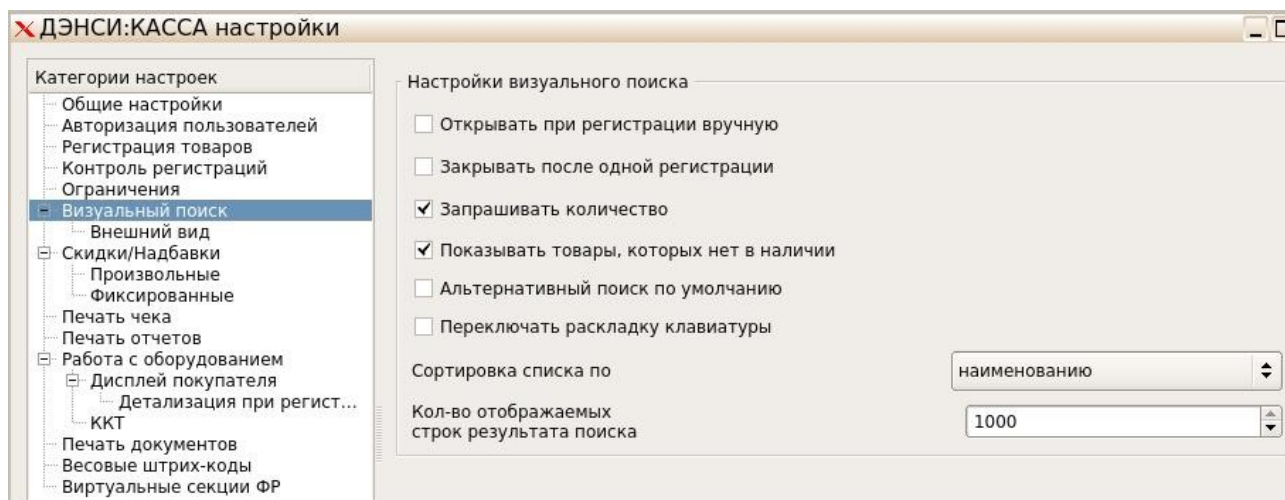 ДЭНСИ:КАССА настройки
Категории настроек
Общие настройки
Авторизация пользователей
Регистрация товаров
Контроль регистраций
Ограничения
Визуальный поиск
Внешний вид
Скидки/Надбавки
Произвольные
Фиксированные
Печать чека
Печать отчетов
Работа с оборудованием
Дисплей покупателя
Детализация при регист...
ККТ
Печать документов
Весовые штрих-коды
Виртуальные секции ФР
Настройки визуального поиска
Открывать при регистрации вручную
Закрывать после одной регистрации
Запрашивать количество
Показывать товары, которых нет в наличии
Альтернативный поиск по умолчанию
Переключать раскладку клавиатуры
Сортировка списка по наименованию
Кол-во отображаемых
строк результата поиска 1000